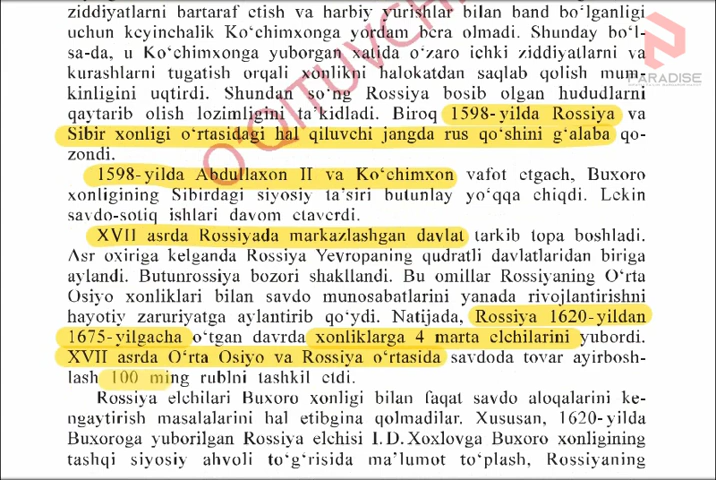 ziddiyatlarni bartaraf etish va harbiy yurishlar bilan band bo‘lganligi
uchun keyinchalik Ko‘chimxonga yordam bera olmadi. Shunday bo‘l-
sa-da, u Ko‘chimxonga yuborgan xatida o‘zaro ichki ziddiyatlarni va
kurashlarni tugatish orqali xonlikni halokatdan saqlab qolish mum-
kinligini uqtirdi. Shundan so‘ng Rossiya bosib olgan hududlarni
qaytarib olish lozimligini ta’kidladi. Biroq 1598-yilda Rossiya va
Sibir xonligi o‘rtasidagi hal qiluvchi jangda rus qo‘shini g‘alaba qo-
zondi.
1598-yilda Abdullaxon II va Ko‘chimxon vafot etgach, Buxoro
xonligining Sibirdagi siyosiy ta’siri butunlay yo‘qqa chiqdi. Lekin
savdo-sotiq ishlari davom etaverdi.
XVII asrda Rossiyada markazlashgan davlat tarkib topa boshladi.
Asr oxiriga kelganda Rossiya Yevropaning qudratli davlatlaridan biriga
aylandi. Butunrossiya bozori shakllandi. Bu omillar Rossiyaning O‘rta
Osiyo xonliklari bilan savdo munosabatlarini yanada rivojlantirishni
hayotiy zaruriyatga aylantirib qo‘ydi. Natijada, Rossiya 1620-yildan
1675-yilgacha o‘tgan davrda xonliklarga 4 marta elchilarini yubordi.
XVII asrda O‘rta Osiyo va Rossiya o‘rtasida savdoda tovar ayirbosh-
lash 100 ming rublni tashkil etdi.
Rossiya elchilari Buxoro xonligi bilan faqat savdo aloqalarini ke-
ngaytirish masalalarini hal etibgina qolmadilar. Xususan, 1620-yilda
Buxoroga yuborilgan Rossiya elchisi I.D.Xoxlovga Buxoro xonligining
tashqi siyosiy ahvoli to‘g‘risida ma’lumot to‘plash, Rossiyaning
O‘QITUVCHI
PARADISE